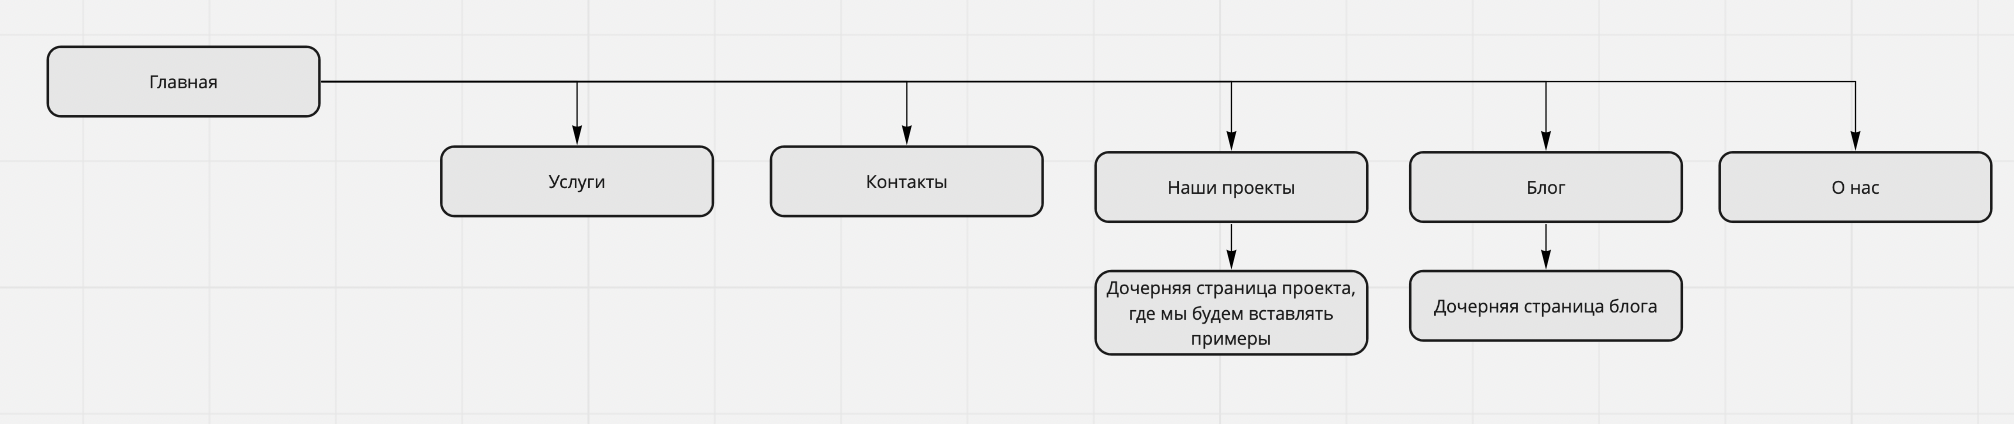 Главная
Услуги
Контакты
Наши проекты
Блог
О нас
Дочерняя страница проекта,
где мы будем вставлять
примеры
Дочерняя страница блога